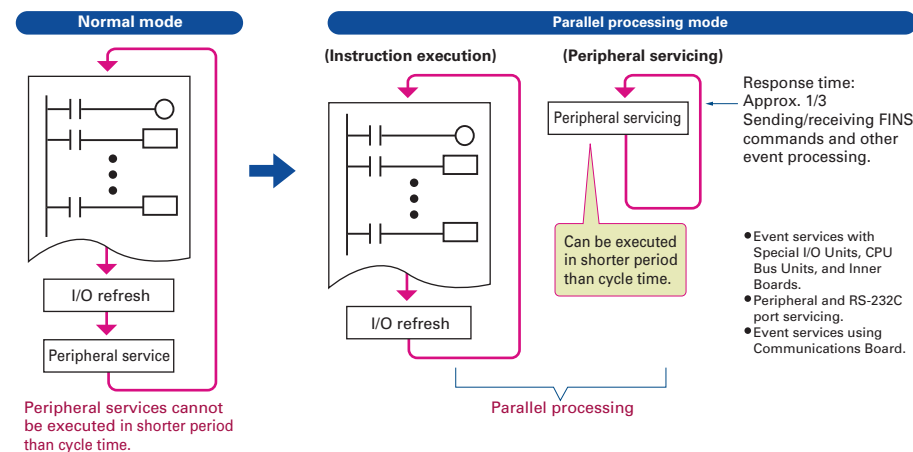 Normal mode
Parallel processing mode
(Instruction execution)
(Peripheral servicing)
I/O refresh
Peripheral service
Peripheral services cannot
be executed in shorter period
than cycle time.
I/O refresh
Peripheral servicing
Can be executed
in shorter period
than cycle time.
Parallel processing
Response time:
Approx. 1/3
Sending/receiving FINS
commands and other
event processing.
●Event services with
Special I/O Units, CPU
Bus Units, and Inner
Boards.
●Peripheral and RS-232C
port servicing.
●Event services using
Communications Board.